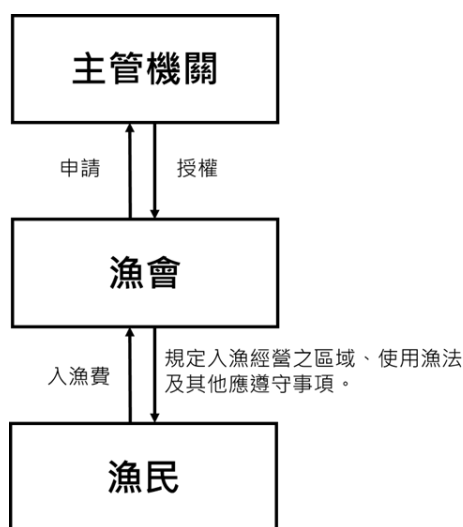 主管機關
申請
授權
漁會
入漁費
規定入漁經營之區域、使用漁法
及其他應遵守事項。
漁民